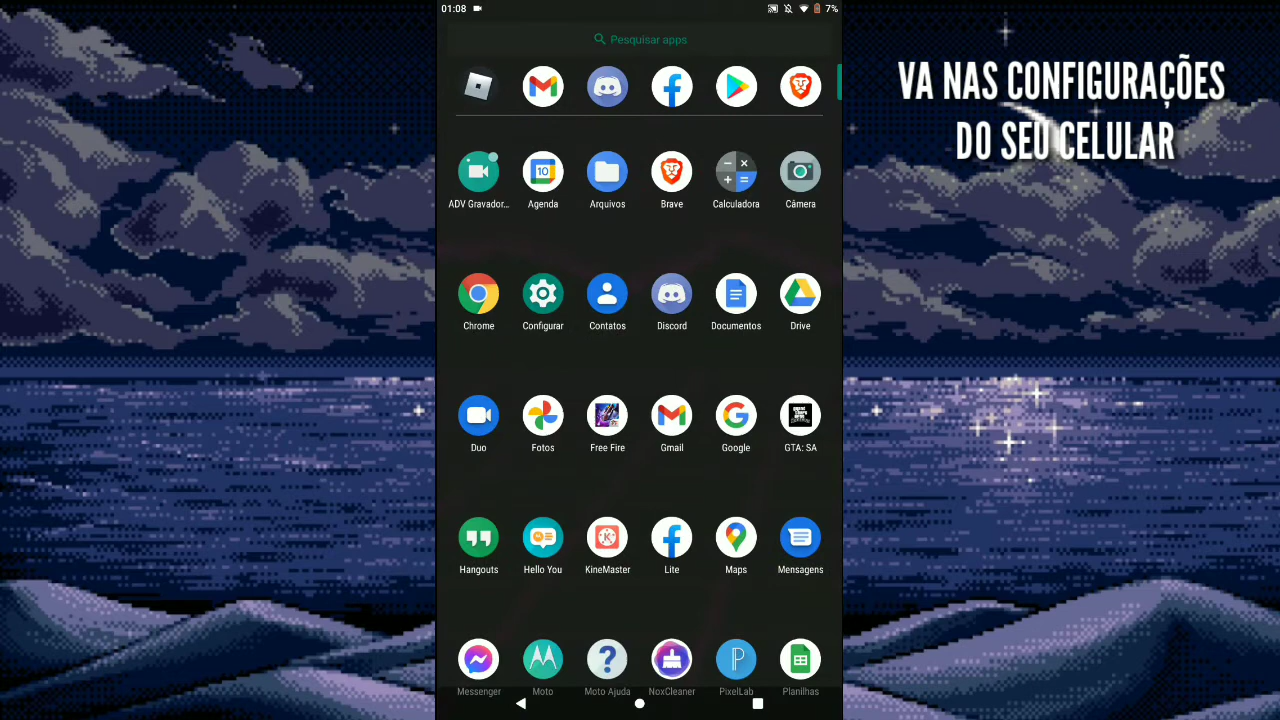 01:08
7%
Pesquisar apps
VA NAS CONFIGURAÇÕES
DO SEU CELULAR
ADV Gravador...
Agenda
Arquivos
Brave
Calculadora
Câmera
Chrome
Configurar
Contatos
Discord
Documentos
Drive
Duo
Fotos
Free Fire
Gmail
Google
GTA: SA
Hangouts
Hello You
KineMaster
Lite
Maps
Mensagens
Messenger
Moto
Moto Ajuda
NoxCleaner
PixelLab
Planilhas